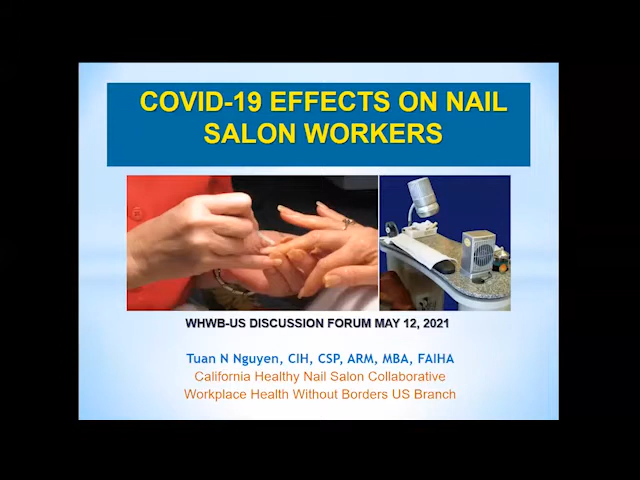 COVID-19 EFFECTS ON NAIL
SALON WORKERS
WHWB-US DISCUSSION FORUM MAY 12, 2021
Tuan N Nguyen, CIH, CSP, ARM, MBA, FAIHA
California Healthy Nail Salon Collaborative
Workplace Health Without Borders US Branch